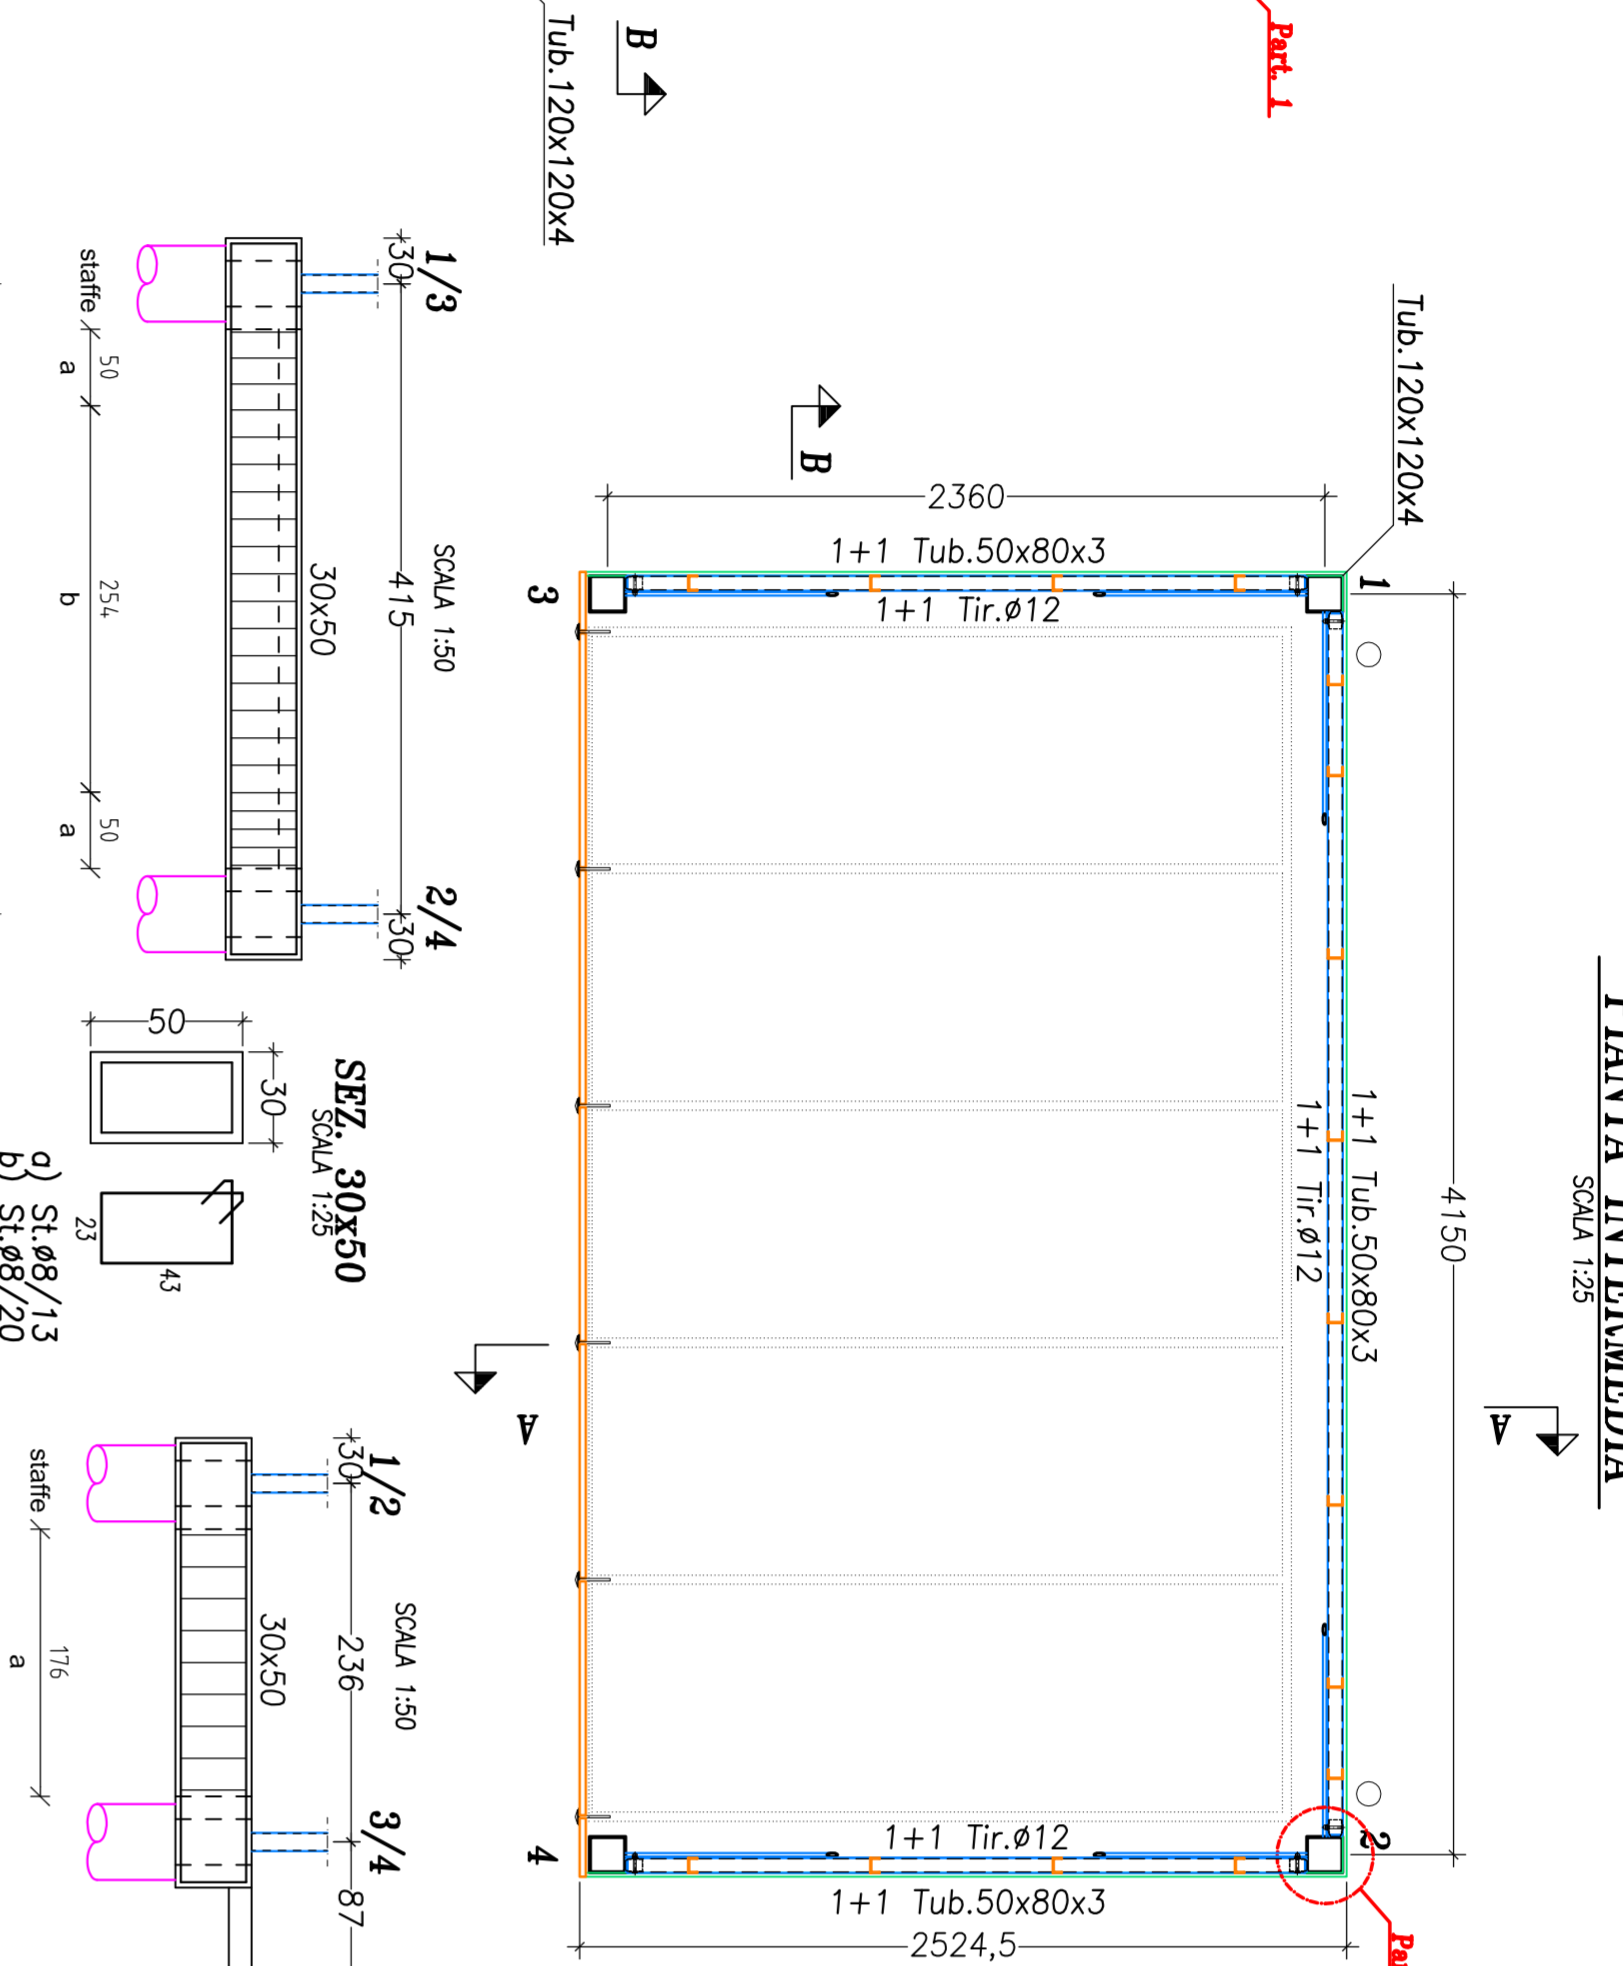 PIANTA INTERMEDIA
SCALA 1:25
Part. 1
B
Tub.120x120x4
Tub.120x120x4
B
A
4150
1
2
1+1 Tub.50x80x3
1+1 Tir.ø12
2360
1+1 Tub.50x80x3
1+1 Tir.ø12
1+1 Tir.ø12
1+1 Tub.50x80x3
2524,5
3
4
A
1/3
SCALA 1:50
2/4
30
415
30
30x50
staffe
50
254
50
a
b
a
SEZ. 30x50
SCALA 1:25
30
50
43
23
a) St.ø8/13
b) St.ø8/20
SCALA 1:50
1/2
3/4
30
236
87
30x50
staffe
176
a